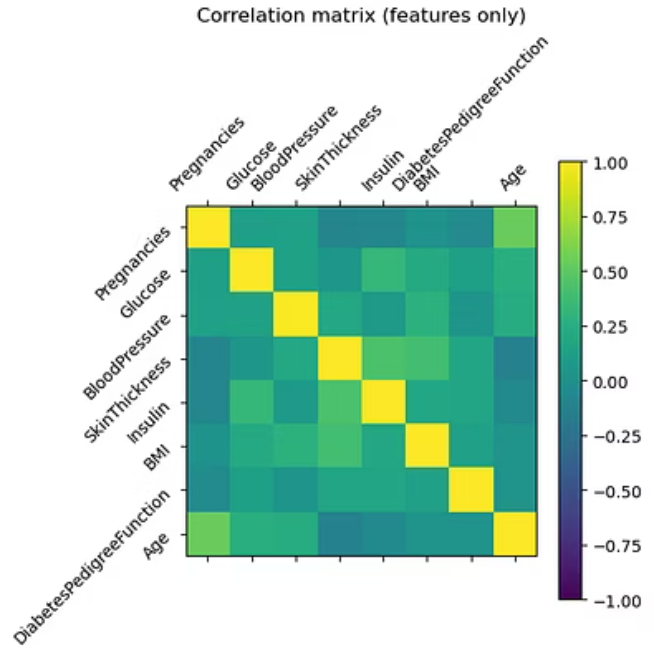 Correlation matrix (features only)
Pregnancies
Glucose
BloodPressure
SkinThickness
Insulin
BMI
DiabetesPedigreeFunction
Age
Pregnancies
Glucose
BloodPressure
SkinThickness
Insulin
BMI
DiabetesPedigreeFunction
Age
1.00
0.75
0.50
0.25
0.00
−0.25
−0.50
−0.75
−1.00